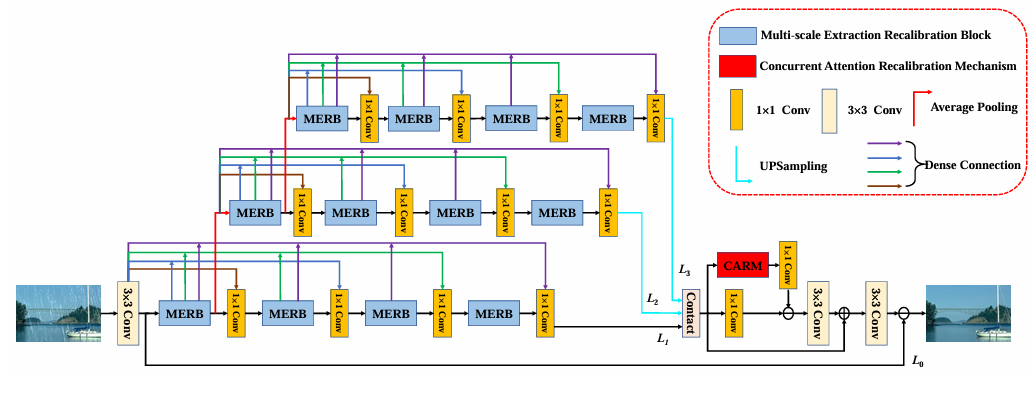 Multi-scale Extraction Recalibration Block
Concurrent Attention Recalibration Mechanism
1×1 Conv
3×3 Conv
Average Pooling
UPSampling
Dense Connection
MERB
1×1 Conv
MERB
1×1 Conv
MERB
1×1 Conv
MERB
1×1 Conv
MERB
1×1 Conv
MERB
1×1 Conv
MERB
1×1 Conv
MERB
1×1 Conv
3×3 Conv
MERB
1×1 Conv
MERB
1×1 Conv
MERB
1×1 Conv
MERB
1×1 Conv
L3
L2
L1
Contact
CARM
1×1 Conv
1×1 Conv
3×3 Conv
3×3 Conv
L0